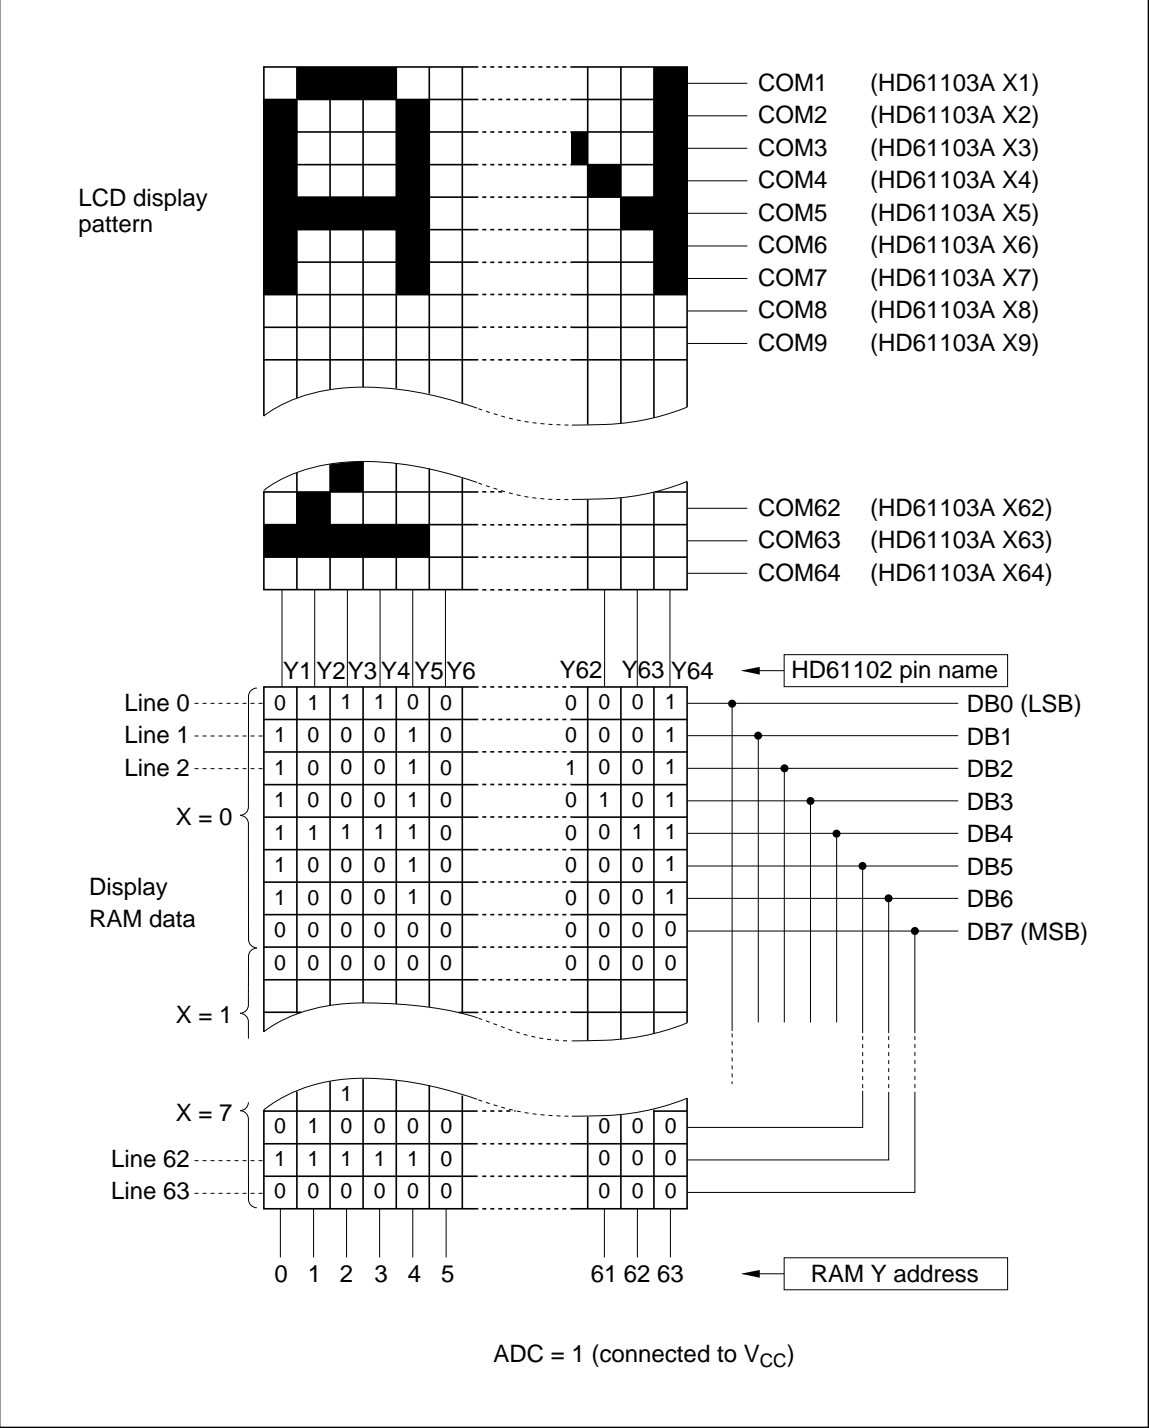 COM1 (HD61103A X1)
COM2 (HD61103A X2)
COM3 (HD61103A X3)
COM4 (HD61103A X4)
LCD display
pattern
COM5 (HD61103A X5)
COM6 (HD61103A X6)
COM7 (HD61103A X7)
COM8 (HD61103A X8)
COM9 (HD61103A X9)
COM62 (HD61103A X62)
COM63 (HD61103A X63)
COM64 (HD61103A X64)
Y1 Y2 Y3 Y4 Y5 Y6 Y62 Y63 Y64 HD61102 pin name
Line 0 0 1 1 1 0 0 0 0 0 1 DB0 (LSB)
Line 1 1 0 0 0 1 0 0 0 1 DB1
Line 2 1 0 0 0 1 0 1 0 0 1 DB2
1 0 0 0 1 0 0 1 0 1 DB3
X = 0
1 1 1 1 1 0 0 0 1 1 DB4
1 0 0 0 1 0 0 0 0 1 DB5
Display
RAM data
1 0 0 0 1 0 0 0 0 1 DB6
0 0 0 0 0 0 0 0 0 0 DB7 (MSB)
0 0 0 0 0 0 0 0 0 0
X = 1
1
X = 7
0 1 0 0 0 0 0 0 0
Line 62 1 1 1 1 1 0 0 0 0
Line 63 0 0 0 0 0 0 0 0 0
0 1 2 3 4 5 61 62 63 RAM Y address
ADC = 1 (connected to VCC)